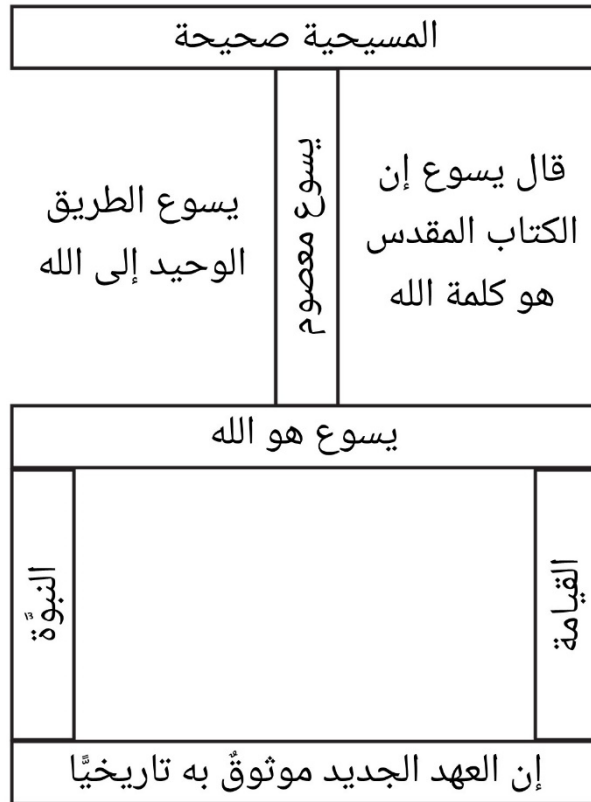 المسيحية صحيحة
قال يسوع إن
الكتاب المقدس
هو كلمة الله
يسوع معصوم
يسوع الطريق
الوحيد إلى الله
يسوع هو الله
القيامة
النبوَّة
إن العهد الجديد موثوقٌ به تاريخيًّا